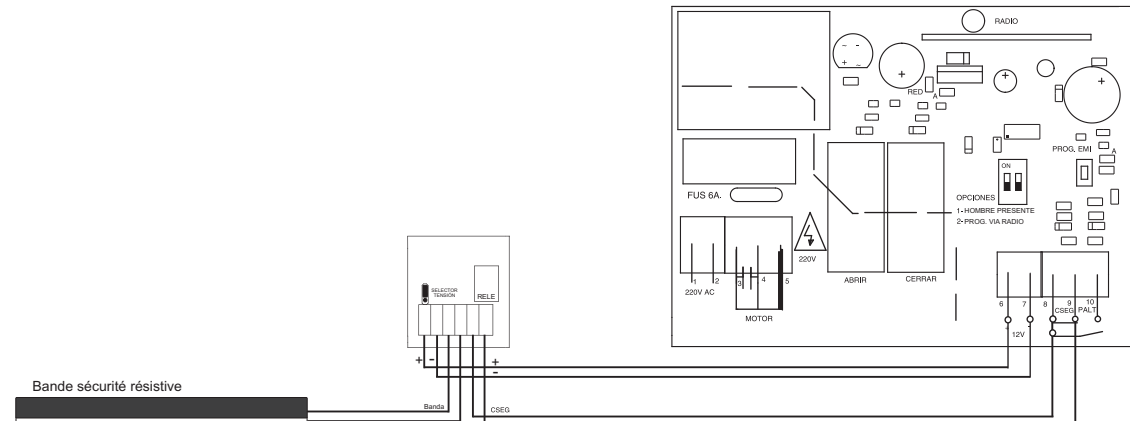 RADIO
- -
+ ~
+
+
+
RED
A
PROG. EMI
A
ON
OPCIONES
1- HOMBRE PRESENTE
2- PROG. VIA RADIO
FUS 6A.
220V
ABRIR
CERRAR
1 2 3 4 5
220V AC
MOTOR
SELECTOR
TENSIÓN
RELE
6 7 8 9 10
CSEG PALT
+ - 12V
+ - +
-
Bande sécurité résistive
Banda
CSEG